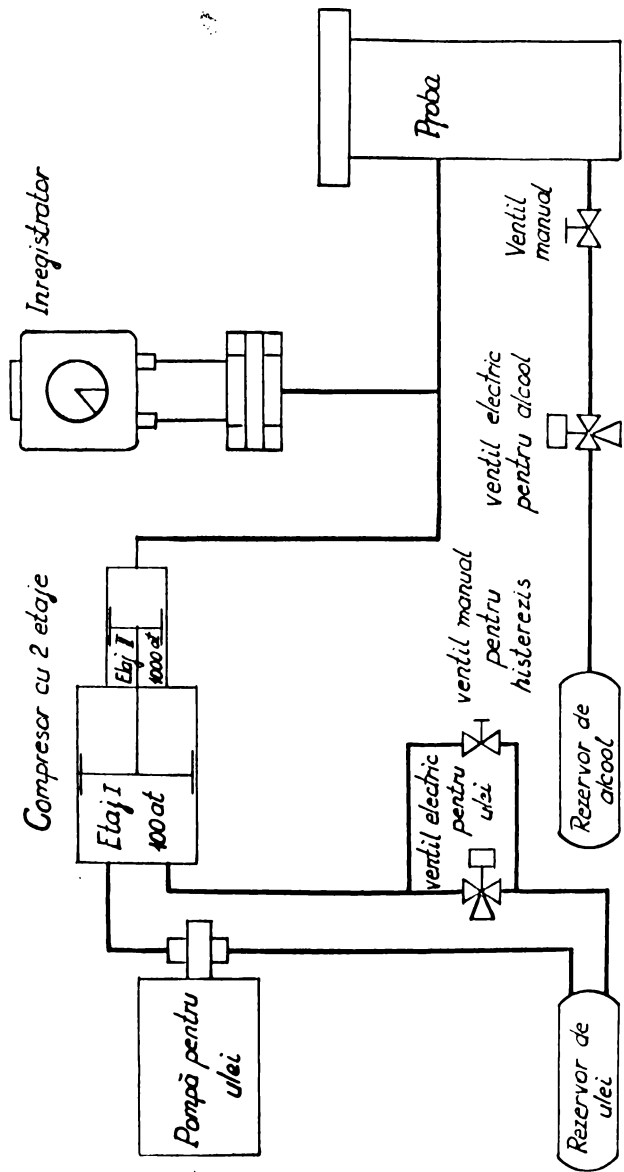 Inregistrator
Compresor cu 2 etaje
Etaj I
100 at
Etaj II
1000 at
Proba
Pompă pentru
ulei
ventil electric
pentru
ulei
ventil manual
pentru
histerezis
ventil electric
pentru alcool
Ventil
manual
Rezervor de
ulei
Rezervor de
alcool